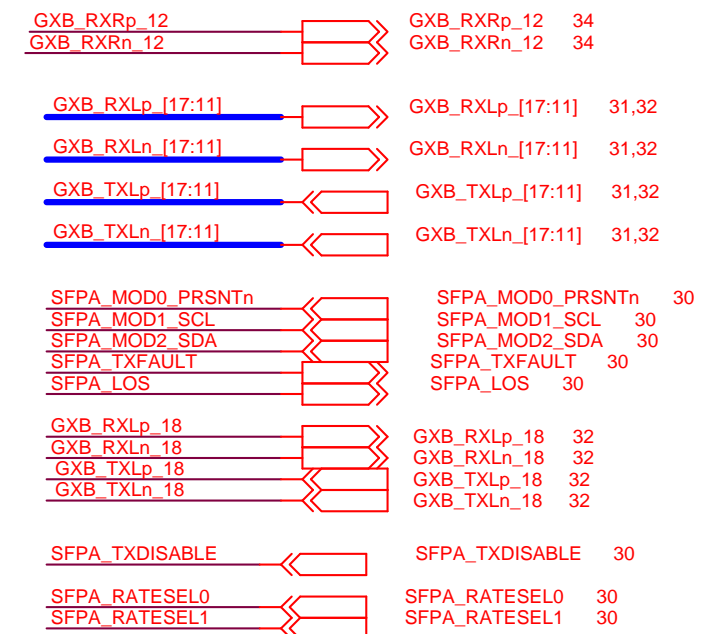 GXB_RXRp_12 GXB_RXRp_12 34
GXB_RXRn_12 GXB_RXRn_12 34
GXB_RXLp_[17:11] GXB_RXLp_[17:11] 31,32
GXB_RXLn_[17:11] GXB_RXLn_[17:11] 31,32
GXB_TXLp_[17:11] GXB_TXLp_[17:11] 31,32
GXB_TXLn_[17:11] GXB_TXLn_[17:11] 31,32
SFPA_MOD0_PRSNTn SFPA_MOD0_PRSNTn 30
SFPA_MOD1_SCL SFPA_MOD1_SCL 30
SFPA_MOD2_SDA SFPA_MOD2_SDA 30
SFPA_TXFAULT SFPA_TXFAULT 30
SFPA_LOS SFPA_LOS 30
GXB_RXLp_18 GXB_RXLp_18 32
GXB_RXLn_18 GXB_RXLn_18 32
GXB_TXLp_18 GXB_TXLp_18 32
GXB_TXLn_18 GXB_TXLn_18 32
SFPA_TXDISABLE SFPA_TXDISABLE 30
SFPA_RATESEL0 SFPA_RATESEL0 30
SFPA_RATESEL1 SFPA_RATESEL1 30